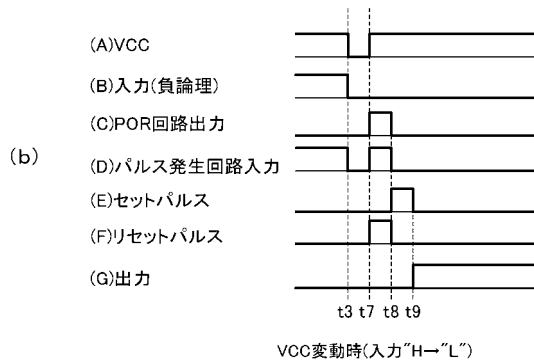 (b)
(A)VCC
(B)入力(負論理)
(C)POR回路出力
(D)パルス発生回路入力
(E)セットパルス
(F)リセットパルス
(G)出力
t3 t7 t8 t9
VCC変動時(入力"H→"L")